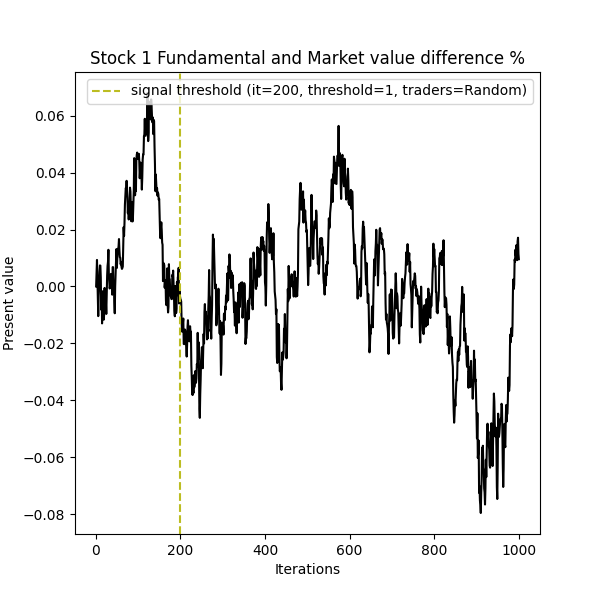 Stock 1 Fundamental and Market value difference %
signal threshold (it=200, threshold=1, traders=Random)
0.06
0.04
0.02
0.00
−0.02
−0.04
−0.06
−0.08
Present value
0 200 400 600 800 1000
Iterations